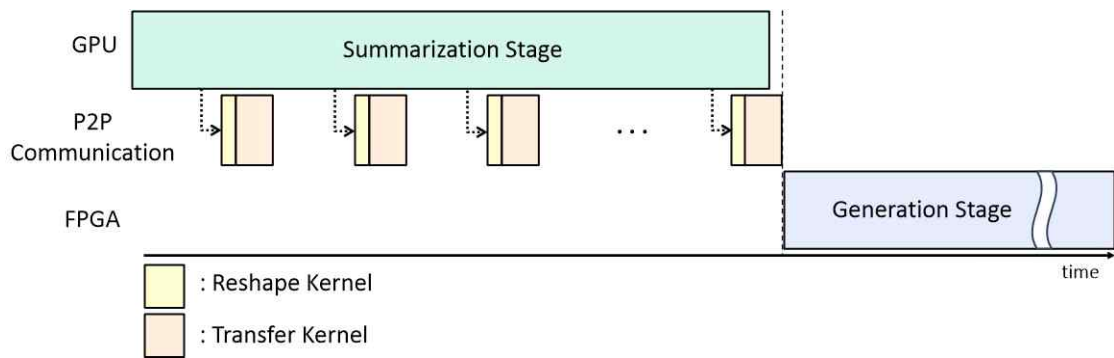 GPU
Summarization Stage
P2P
Communication
...
FPGA
Generation Stage
time
: Reshape Kernel
: Transfer Kernel